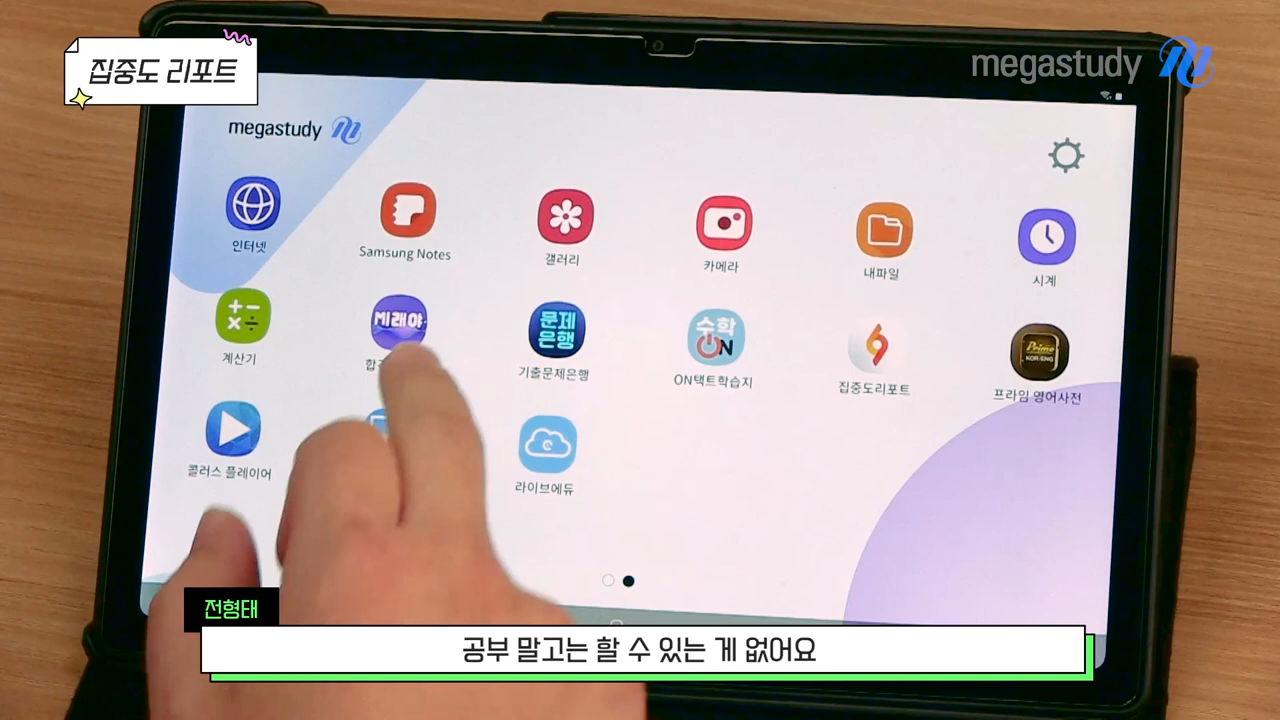 집중도 리포트
megastudy
megastudy
인터넷
Samsung Notes
갤러리
카메라
내파일
시계
계산기
미래야
합격
문제
은행
기출문제은행
수학
ON
ON택트학습지
집중도리포트
Prime
KOR/ENG
프라임 영어사전
콜러스 플레이어
라이브에듀
전형태
공부 말고는 할 수 있는 게 없어요